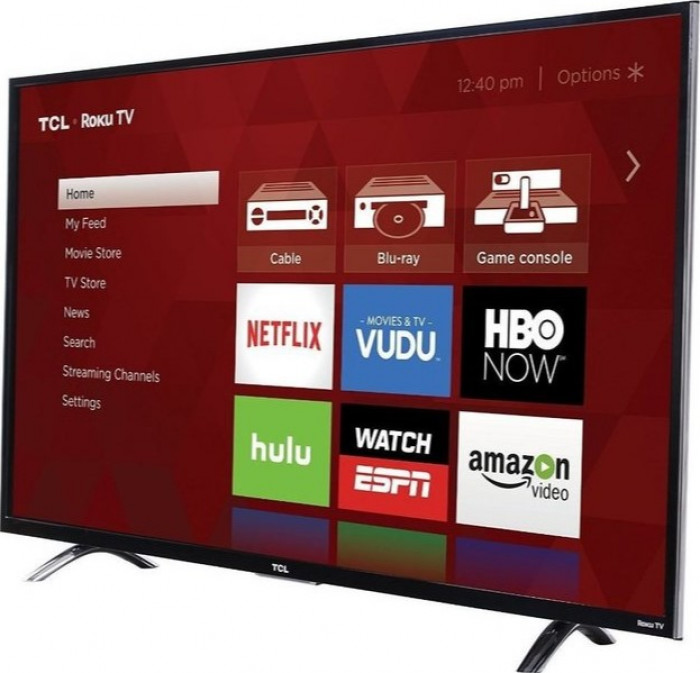 12:40 pm | Options *
TCL • Roku TV
Home
My Feed
Movie Store
TV Store
News
Search
Streaming Channels
Settings
Cable
Blu-ray
Game console
NETFLIX
- MOVIES & TV -
VUDU
HBO
NOW
hulu
WATCH
ESPN
amazon
video
TCL
Roku TV